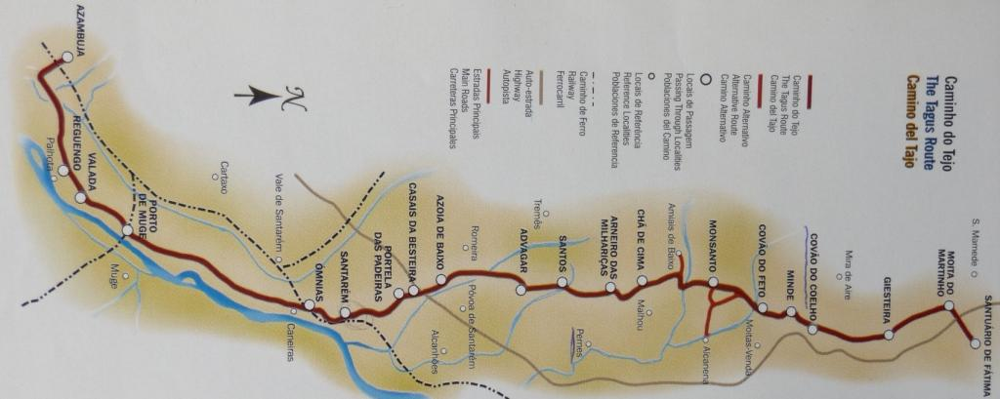 Caminho do Tejo
The Tagus Route
Camino del Tajo
Caminho do Tejo
The Tagus Route
Camino del Tajo
Caminho Alternativo
Alternative Route
Camino Alternativo
Locais de Passagem
Passing Through Localities
Poblaciones del Camino
Locais de Referência
Reference Localities
Poblaciones de Referencia
Caminho de Ferro
Railway
Ferrocarril
Auto-estrada
Highway
Autopista
Estradas Principais
Main Roads
Carreteras Principales
N
SANTUÁRIO DE FÁTIMA
S. Mamede
MOITA DO
MARTINHO
GIESTEIRA
Mira de Aire
COVÃO DO COELHO
MINDE
COVÃO DO FETO
Moitas-Venda
MONSANTO
Alcanena
Amiais de Baixo
CHÃ DE CIMA
Malhou
ARNEIRO DAS
MILHARIÇAS
Pernes
SANTOS
Tremês
ADVAGAR
Romeira
Póvoa de Santarém
AZOIA DE BAIXO
Alcanhões
CASAIS DA BESTEIRA
PORTELA
DAS PADEIRAS
SANTARÉM
ÓMNIAS
Caneiras
Vale de Santarém
Cartaxo
PORTO
DE MUGE
Muge
VALADA
REGUENGO
Palhota
AZAMBUJA